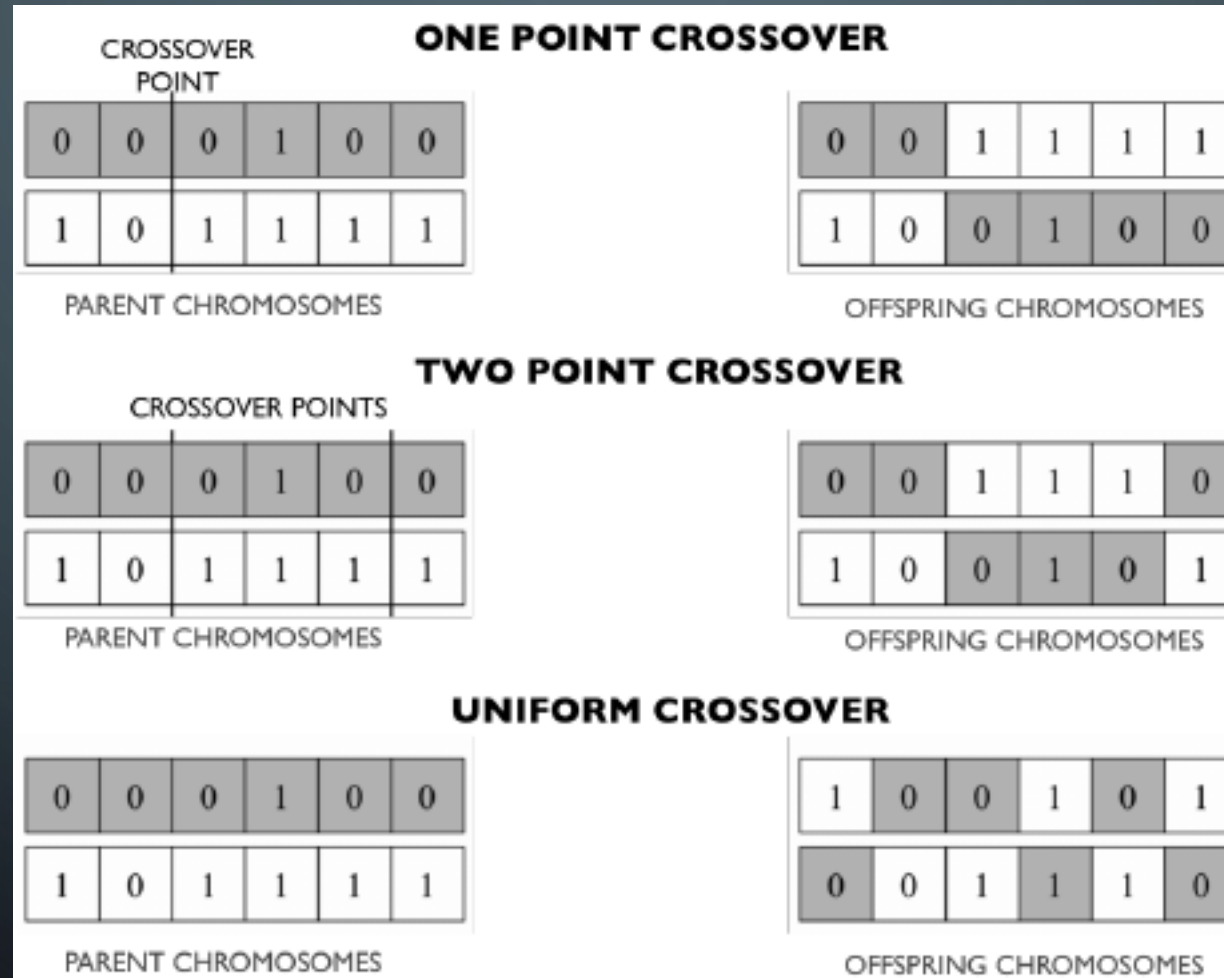 ONE POINT CROSSOVER
CROSSOVER
POINT
0 0 0 1 0 0
1 0 1 1 1 1
PARENT CHROMOSOMES
0 0 1 1 1 1
1 0 0 1 0 0
OFFSPRING CHROMOSOMES
TWO POINT CROSSOVER
CROSSOVER POINTS
0 0 0 1 0 0
1 0 1 1 1 1
PARENT CHROMOSOMES
0 0 1 1 1 0
1 0 0 1 0 1
OFFSPRING CHROMOSOMES
UNIFORM CROSSOVER
0 0 0 1 0 0
1 0 1 1 1 1
PARENT CHROMOSOMES
1 0 0 1 0 1
0 0 1 1 1 0
OFFSPRING CHROMOSOMES